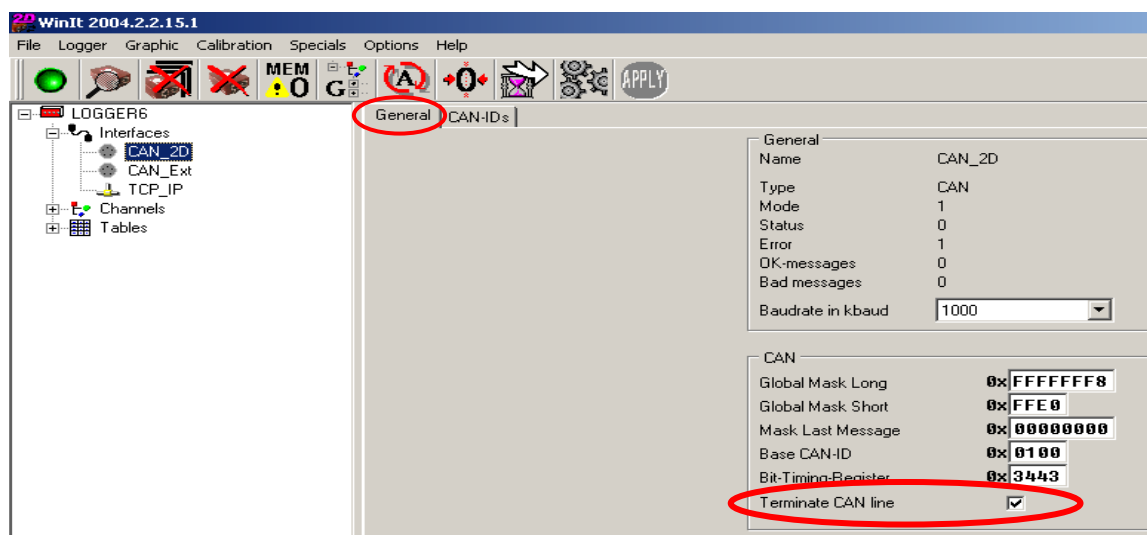 2D WinIt 2004.2.2.15.1
File Logger Graphic Calibration Specials Options Help
MEM 0 G A 0 APPLY
LOGGER6
Interfaces
CAN_2D
CAN_Ext
TCP_IP
Channels
Tables
General CAN-IDs
General
Name CAN_2D
Type CAN
Mode 1
Status 0
Error 1
OK-messages 0
Bad messages 0
Baudrate in kbaud 1000
CAN
Global Mask Long 0x FFFFFFF8
Global Mask Short 0x FFE0
Mask Last Message 0x 00000000
Base CAN-ID 0x 0100
Bit-Timing-Register 0x 3443
Terminate CAN line